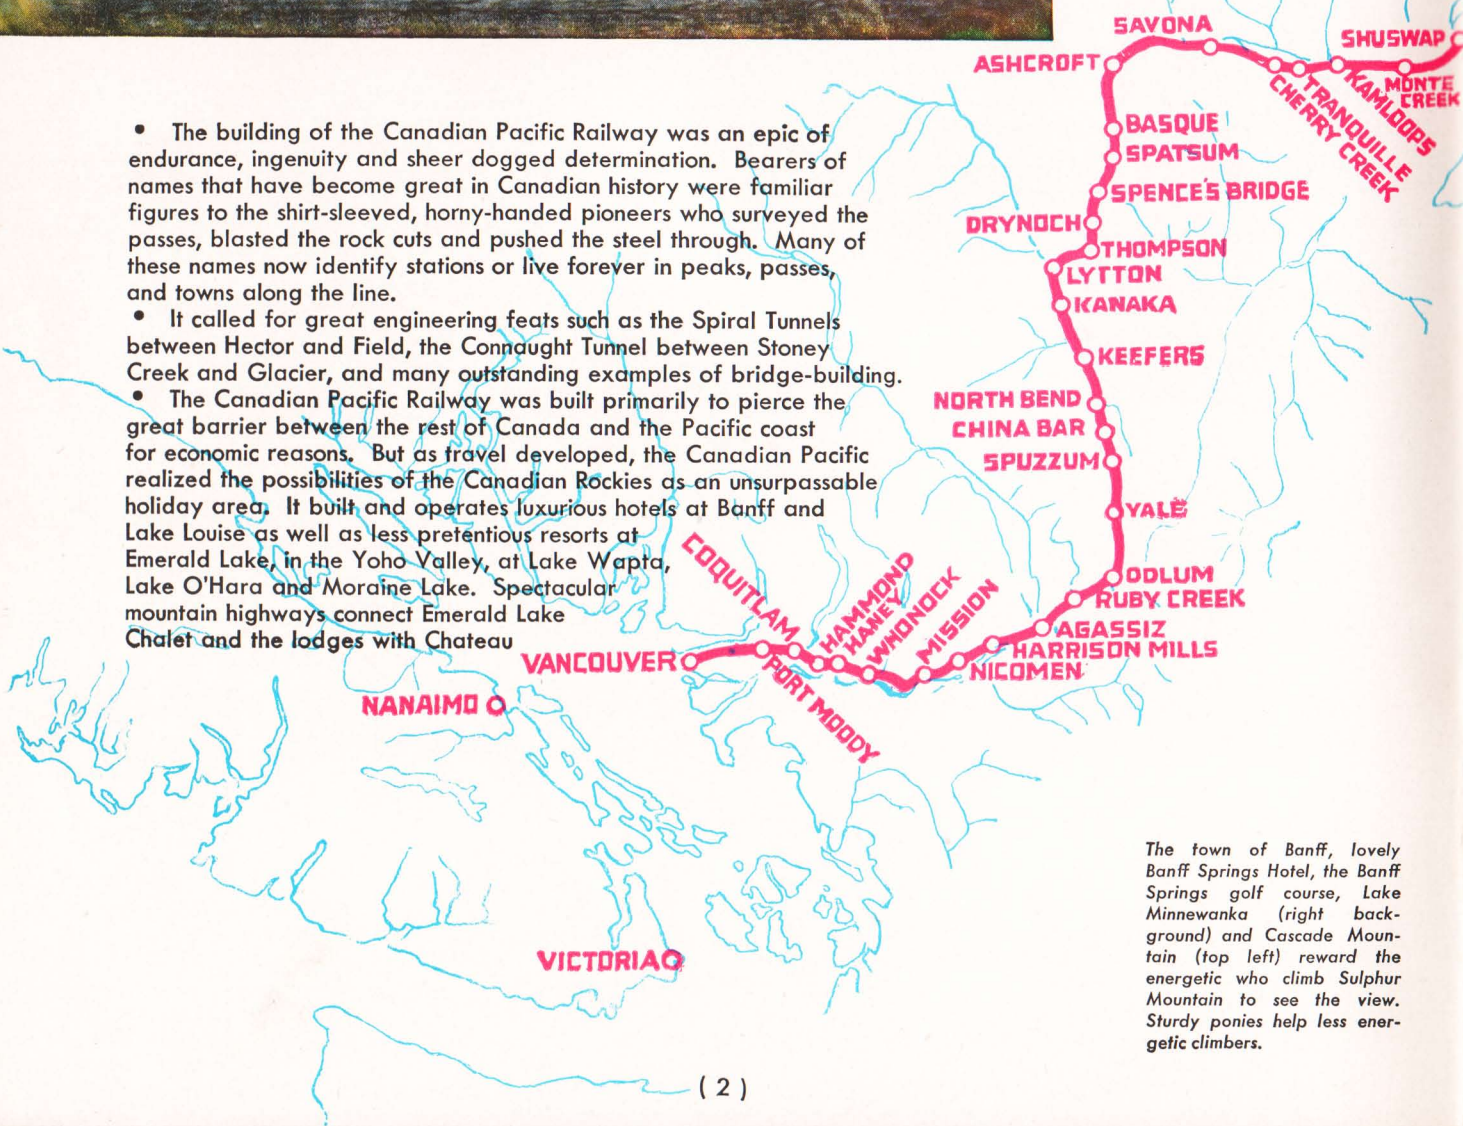 • The building of the Canadian Pacific Railway was an epic of
endurance, ingenuity and sheer dogged determination. Bearers of
names that have become great in Canadian history were familiar
figures to the shirt-sleeved, horny-handed pioneers who surveyed the
passes, blasted the rock cuts and pushed the steel through. Many of
these names now identify stations or live forever in peaks, passes,
and towns along the line.
• It called for great engineering feats such as the Spiral Tunnels
between Hector and Field, the Connaught Tunnel between Stoney
Creek and Glacier, and many outstanding examples of bridge-building.
• The Canadian Pacific Railway was built primarily to pierce the
great barrier between the rest of Canada and the Pacific coast
for economic reasons. But as travel developed, the Canadian Pacific
realized the possibilities of the Canadian Rockies as an unsurpassable
holiday area. It built and operates luxurious hotels at Banff and
Lake Louise as well as less pretentious resorts at
Emerald Lake, in the Yoho Valley, at Lake Wapta,
Lake O'Hara and Moraine Lake. Spectacular
mountain highways connect Emerald Lake
Chalet and the lodges with Chateau
SAVONA
SHUSWAP
ASHCROFT
MONTE
CREEK
KAMLOOPS
TRANQUILLE
CHERRY CREEK
BASQUE
SPATSUM
SPENCE'S BRIDGE
DRYNOCH
THOMPSON
LYTTON
KANAKA
KEEFERS
NORTH BEND
CHINA BAR
SPUZZUM
YALE
ODLUM
RUBY CREEK
AGASSIZ
HARRISON MILLS
NICOMEN
MISSION
WHONOCK
HANEY
HAMMOND
COQUITLAM
PORT MOODY
VANCOUVER
NANAIMO
VICTORIA
The town of Banff, lovely
Banff Springs Hotel, the Banff
Springs golf course, Lake
Minnewanka (right back-
ground) and Cascade Moun-
tain (top left) reward the
energetic who climb Sulphur
Mountain to see the view.
Sturdy ponies help less ener-
getic climbers.
( 2 )